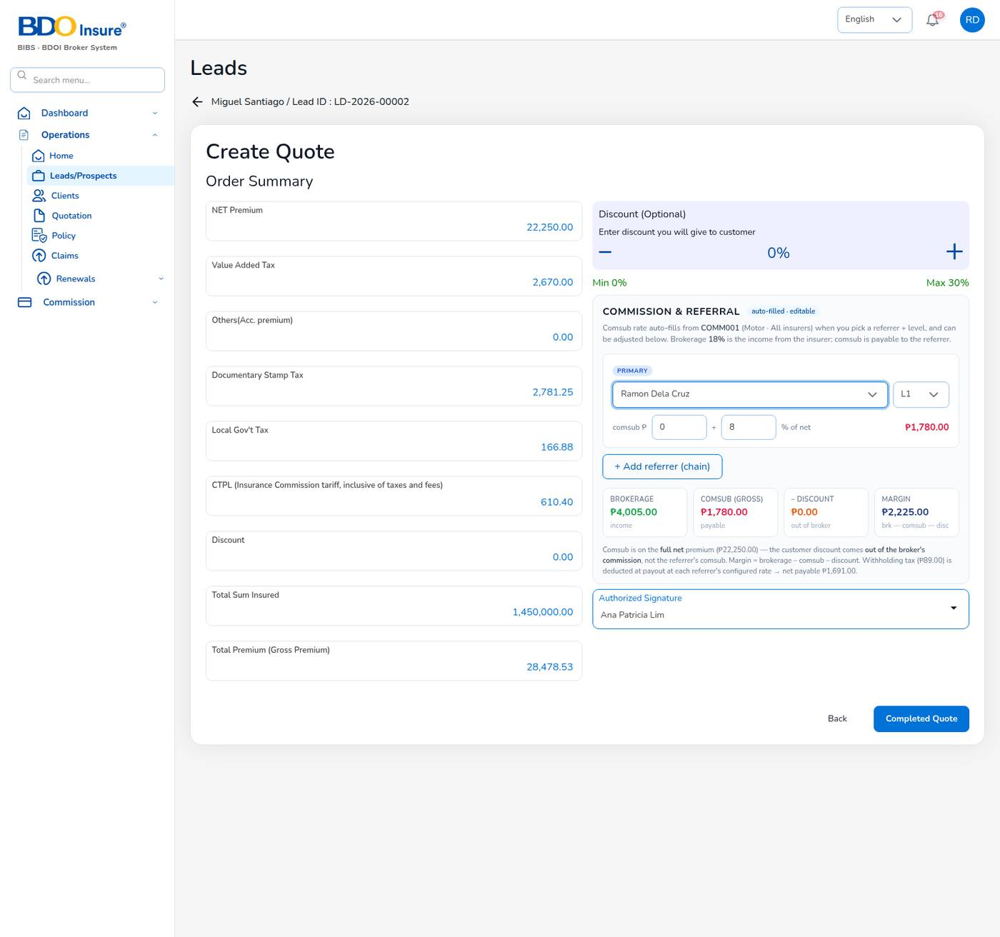 BDO Insure®
BIBS · BDOI Broker System
Search menu...
Dashboard
Operations
Home
Leads/Prospects
Clients
Quotation
Policy
Claims
Renewals
Commission
English
16
RD
Leads
Miguel Santiago / Lead ID : LD-2026-00002
Create Quote
Order Summary
NET Premium
22,250.00
Value Added Tax
2,670.00
Others(Acc. premium)
0.00
Documentary Stamp Tax
2,781.25
Local Gov't Tax
166.88
CTPL (Insurance Commission tariff, inclusive of taxes and fees)
610.40
Discount
0.00
Total Sum Insured
1,450,000.00
Total Premium (Gross Premium)
28,478.53
Discount (Optional)
Enter discount you will give to customer
− 0% +
Min 0% Max 30%
COMMISSION & REFERRAL auto-filled · editable
Comsub rate auto-fills from COMM001 (Motor · All insurers) when you pick a referrer + level, and can
be adjusted below. Brokerage 18% is the income from the insurer; comsub is payable to the referrer.
PRIMARY
Ramon Dela Cruz L1
comsub ₱ 0 + 8 % of net ₱1,780.00
+ Add referrer (chain)
BROKERAGE
₱4,005.00
income
COMSUB (GROSS)
₱1,780.00
payable
− DISCOUNT
₱0.00
out of broker
MARGIN
₱2,225.00
brk — comsub — disc
Comsub is on the full net premium (₱22,250.00) — the customer discount comes out of the broker's
commission, not the referrer's comsub. Margin = brokerage − comsub − discount. Withholding tax (₱89.00) is
deducted at payout at each referrer's configured rate → net payable ₱1,691.00.
Authorized Signature
Ana Patricia Lim
Back
Completed Quote